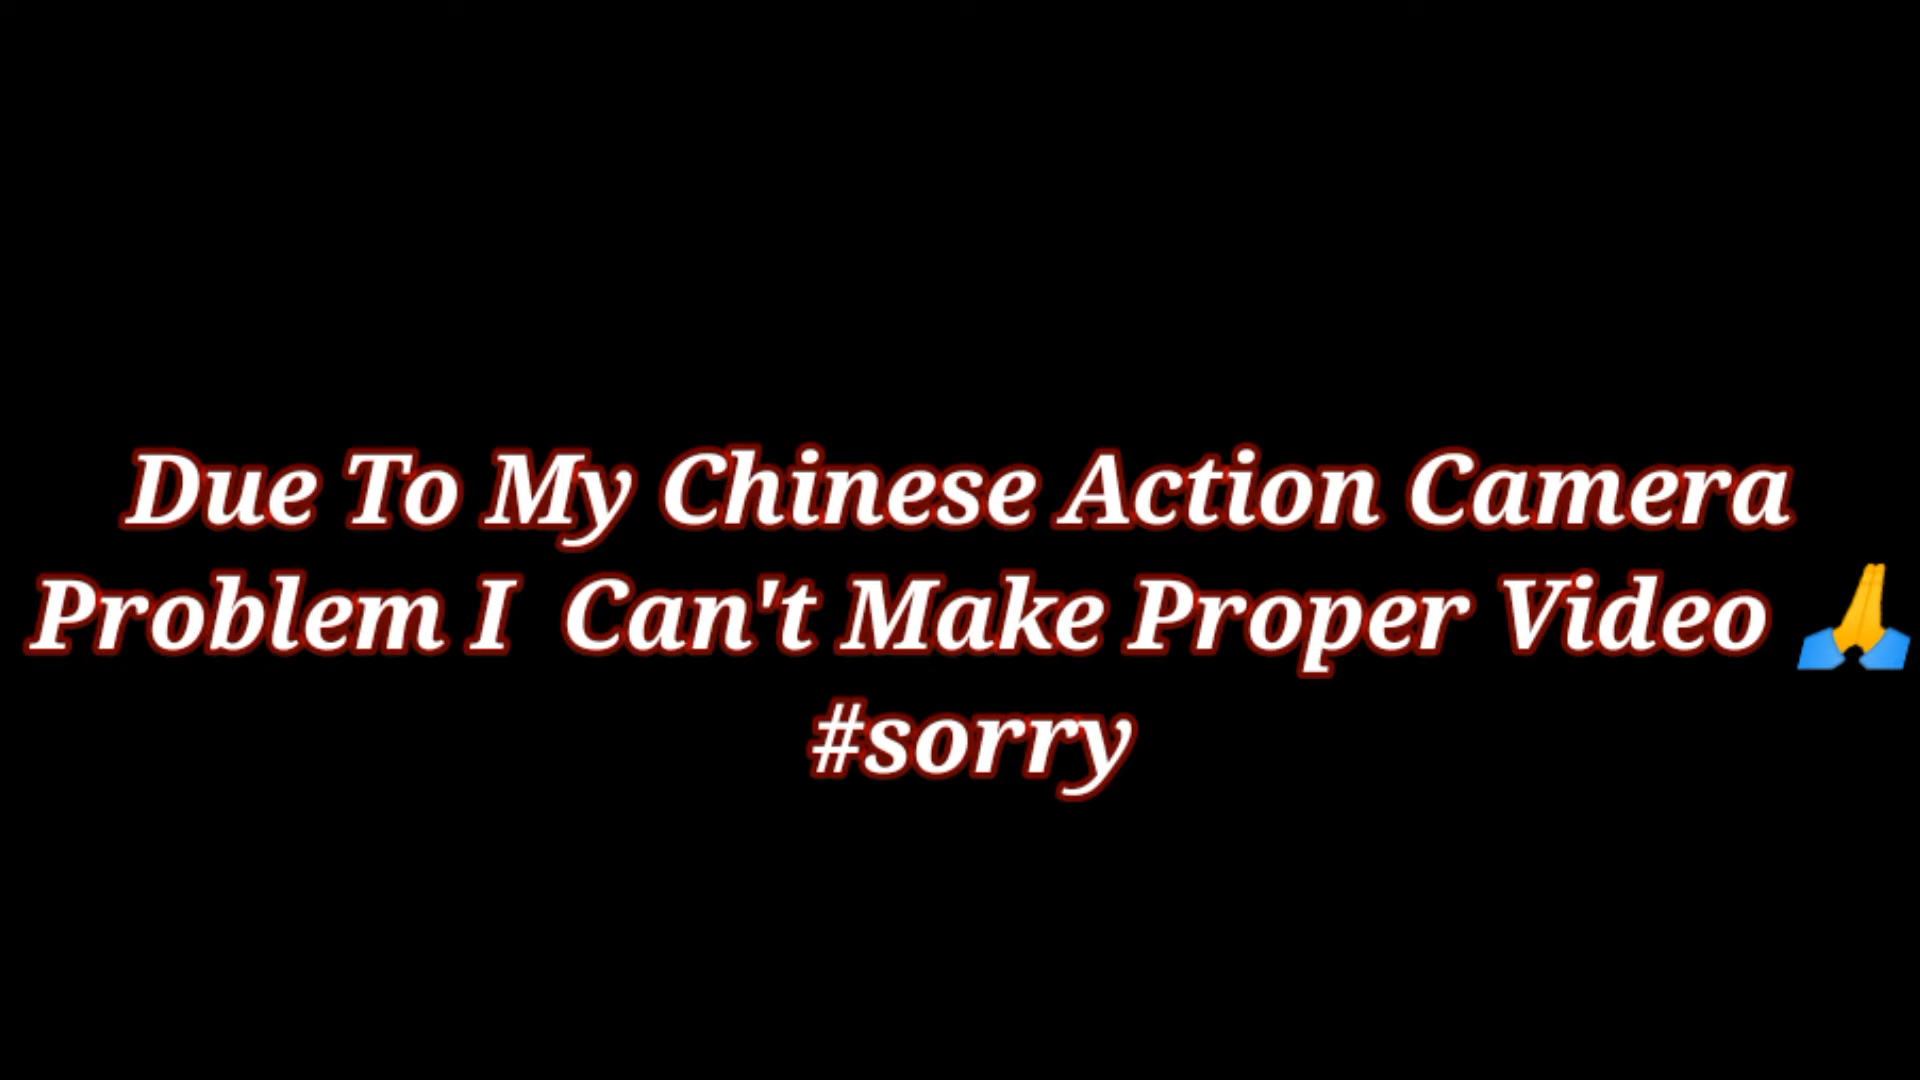 Due To My Chinese Action Camera
Problem I  Can't Make Proper Video 🙏
#sorry